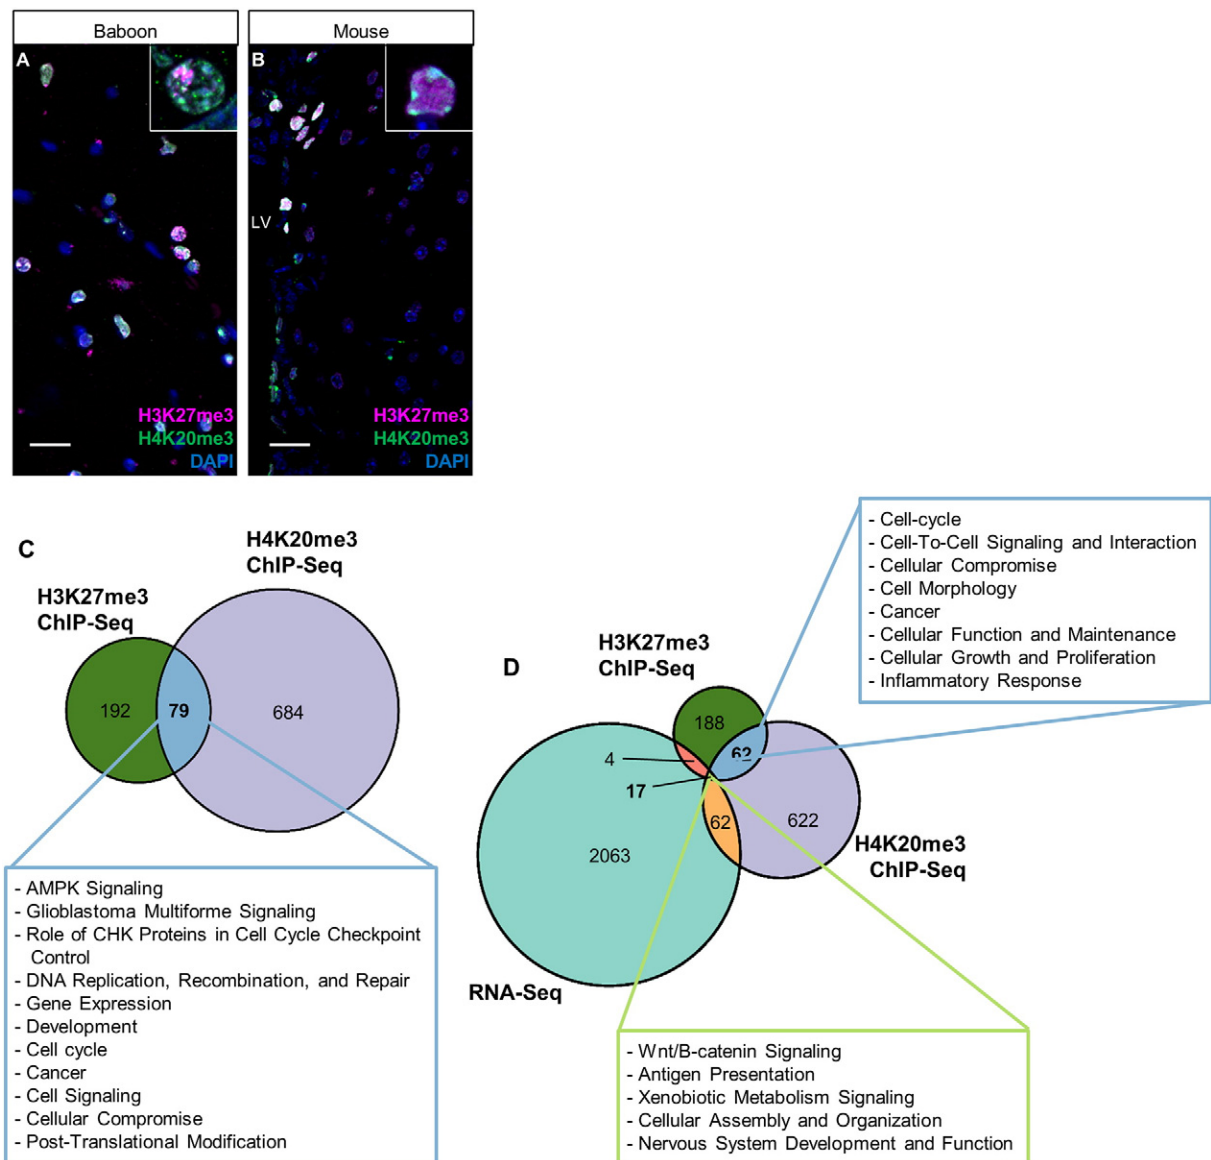 Baboon
Mouse
A
B
LV
H3K27me3
H4K20me3
DAPI
H3K27me3
H4K20me3
DAPI
C
H4K20me3
ChIP-Seq
H3K27me3
ChIP-Seq
192
79
684
- AMPK Signaling
- Glioblastoma Multiforme Signaling
- Role of CHK Proteins in Cell Cycle Checkpoint
Control
- DNA Replication, Recombination, and Repair
- Gene Expression
- Development
- Cell cycle
- Cancer
- Cell Signaling
- Cellular Compromise
- Post-Translational Modification
D
H3K27me3
ChIP-Seq
188
62
4
17
62
622
2063
H4K20me3
ChIP-Seq
RNA-Seq
- Cell-cycle
- Cell-To-Cell Signaling and Interaction
- Cellular Compromise
- Cell Morphology
- Cancer
- Cellular Function and Maintenance
- Cellular Growth and Proliferation
- Inflammatory Response
- Wnt/B-catenin Signaling
- Antigen Presentation
- Xenobiotic Metabolism Signaling
- Cellular Assembly and Organization
- Nervous System Development and Function